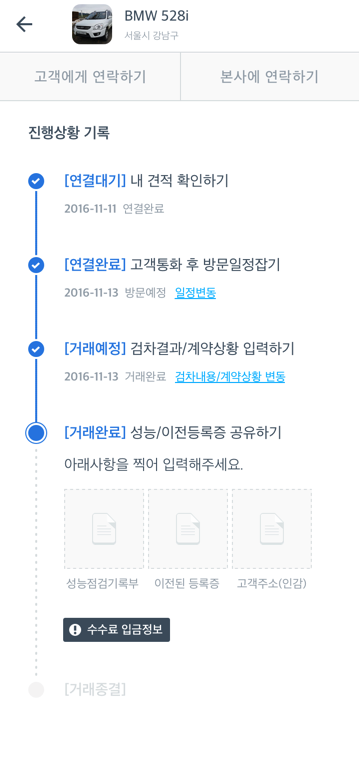 BMW 528i
서울시 강남구
고객에게 연락하기
본사에 연락하기
진행상황 기록
[연결대기] 내 견적 확인하기
2016-11-11 연결완료
[연결완료] 고객통화 후 방문일정잡기
2016-11-13 방문예정 일정변동
[거래예정] 검차결과/계약상황 입력하기
2016-11-13 거래완료 검차내용/계약상황 변동
[거래완료] 성능/이전등록증 공유하기
아래사항을 찍어 입력해주세요.
성능점검기록부
이전된 등록증
고객주소(인감)
수수료 입금정보
[거래종결]